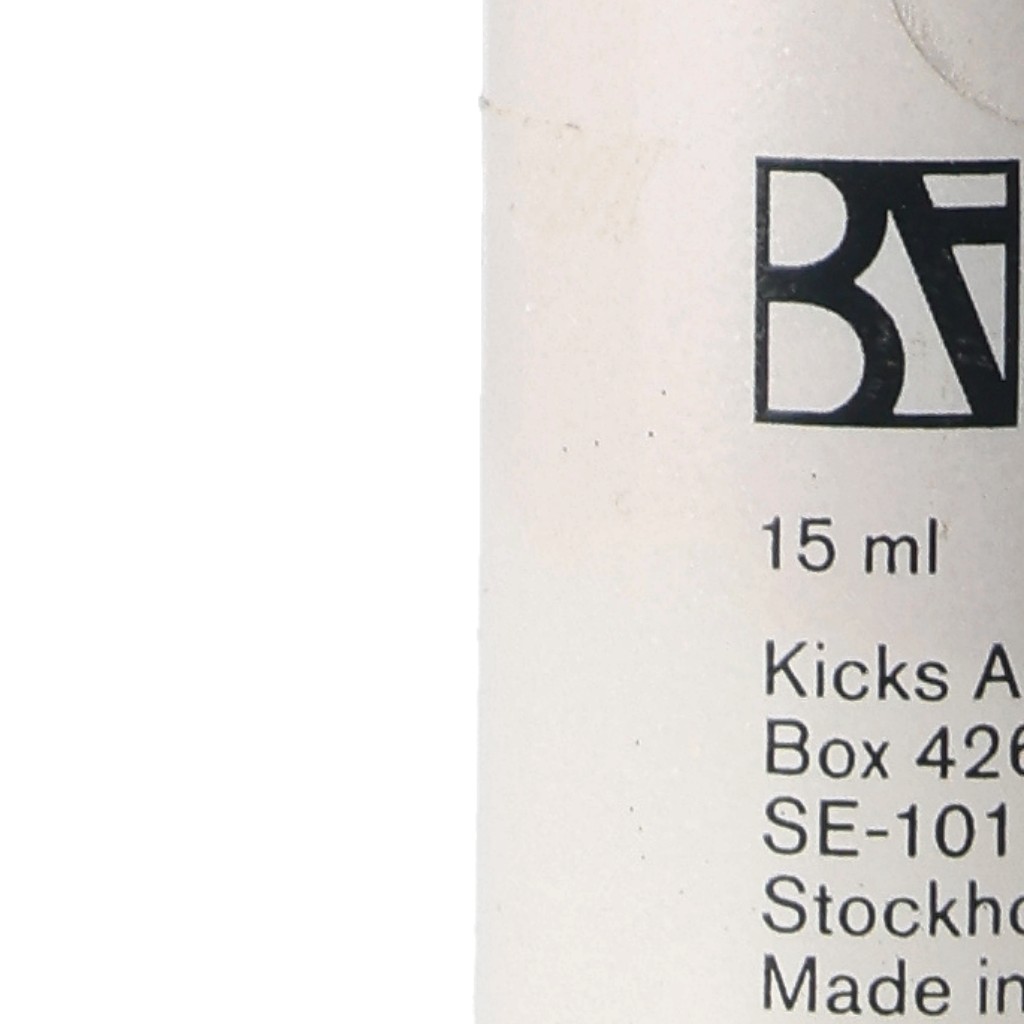 15 ml
Kicks A
Box 426
SE-101
Stockho
Made in